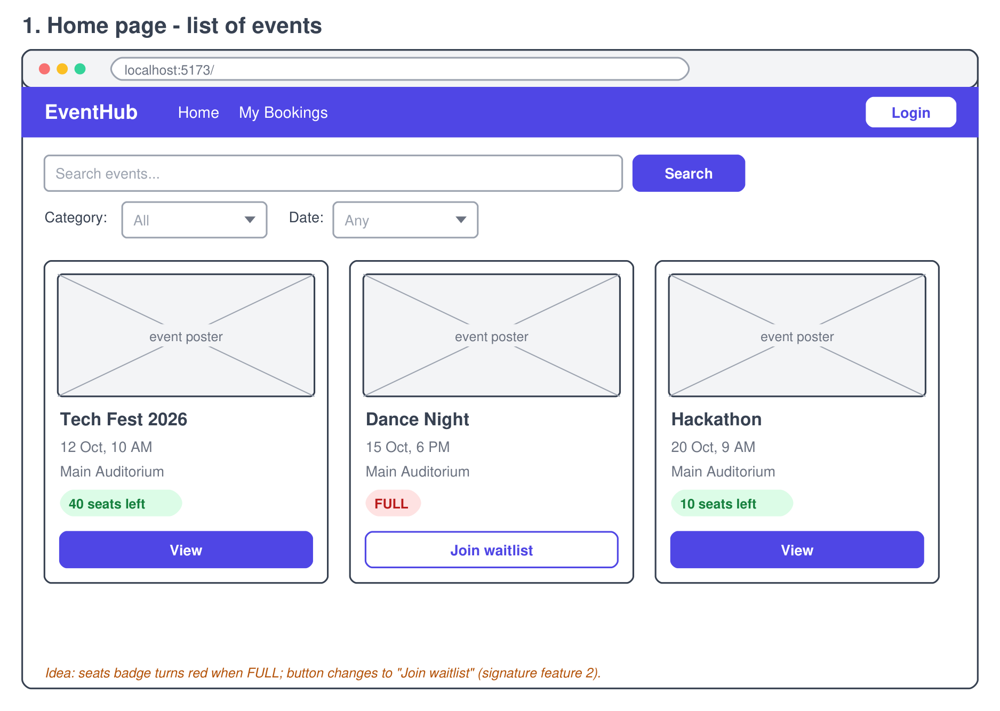 1. Home page - list of events
localhost:5173/
EventHub Home My Bookings Login
Search events... Search
Category: All Date: Any
event poster event poster event poster
Tech Fest 2026 Dance Night Hackathon
12 Oct, 10 AM 15 Oct, 6 PM 20 Oct, 9 AM
Main Auditorium Main Auditorium Main Auditorium
40 seats left FULL 10 seats left
View Join waitlist View
Idea: seats badge turns red when FULL; button changes to "Join waitlist" (signature feature 2).